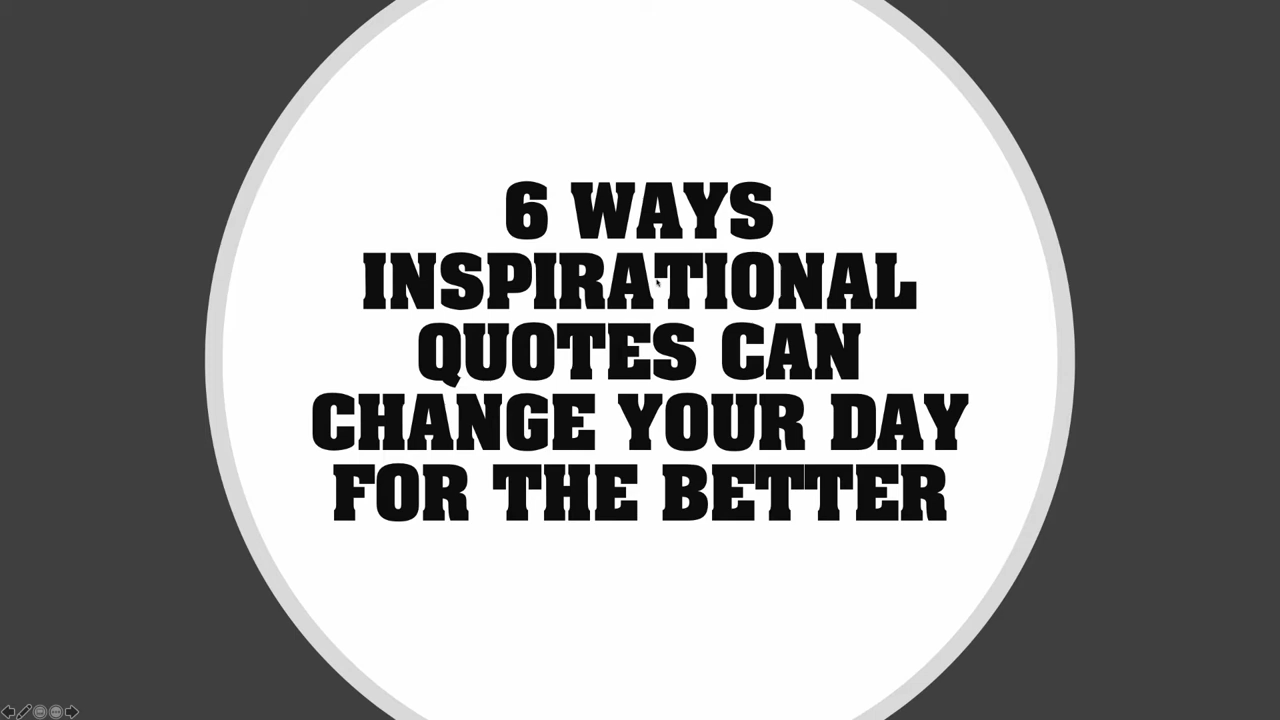 6 WAYS
INSPIRATIONAL
QUOTES CAN
CHANGE YOUR DAY
FOR THE BETTER